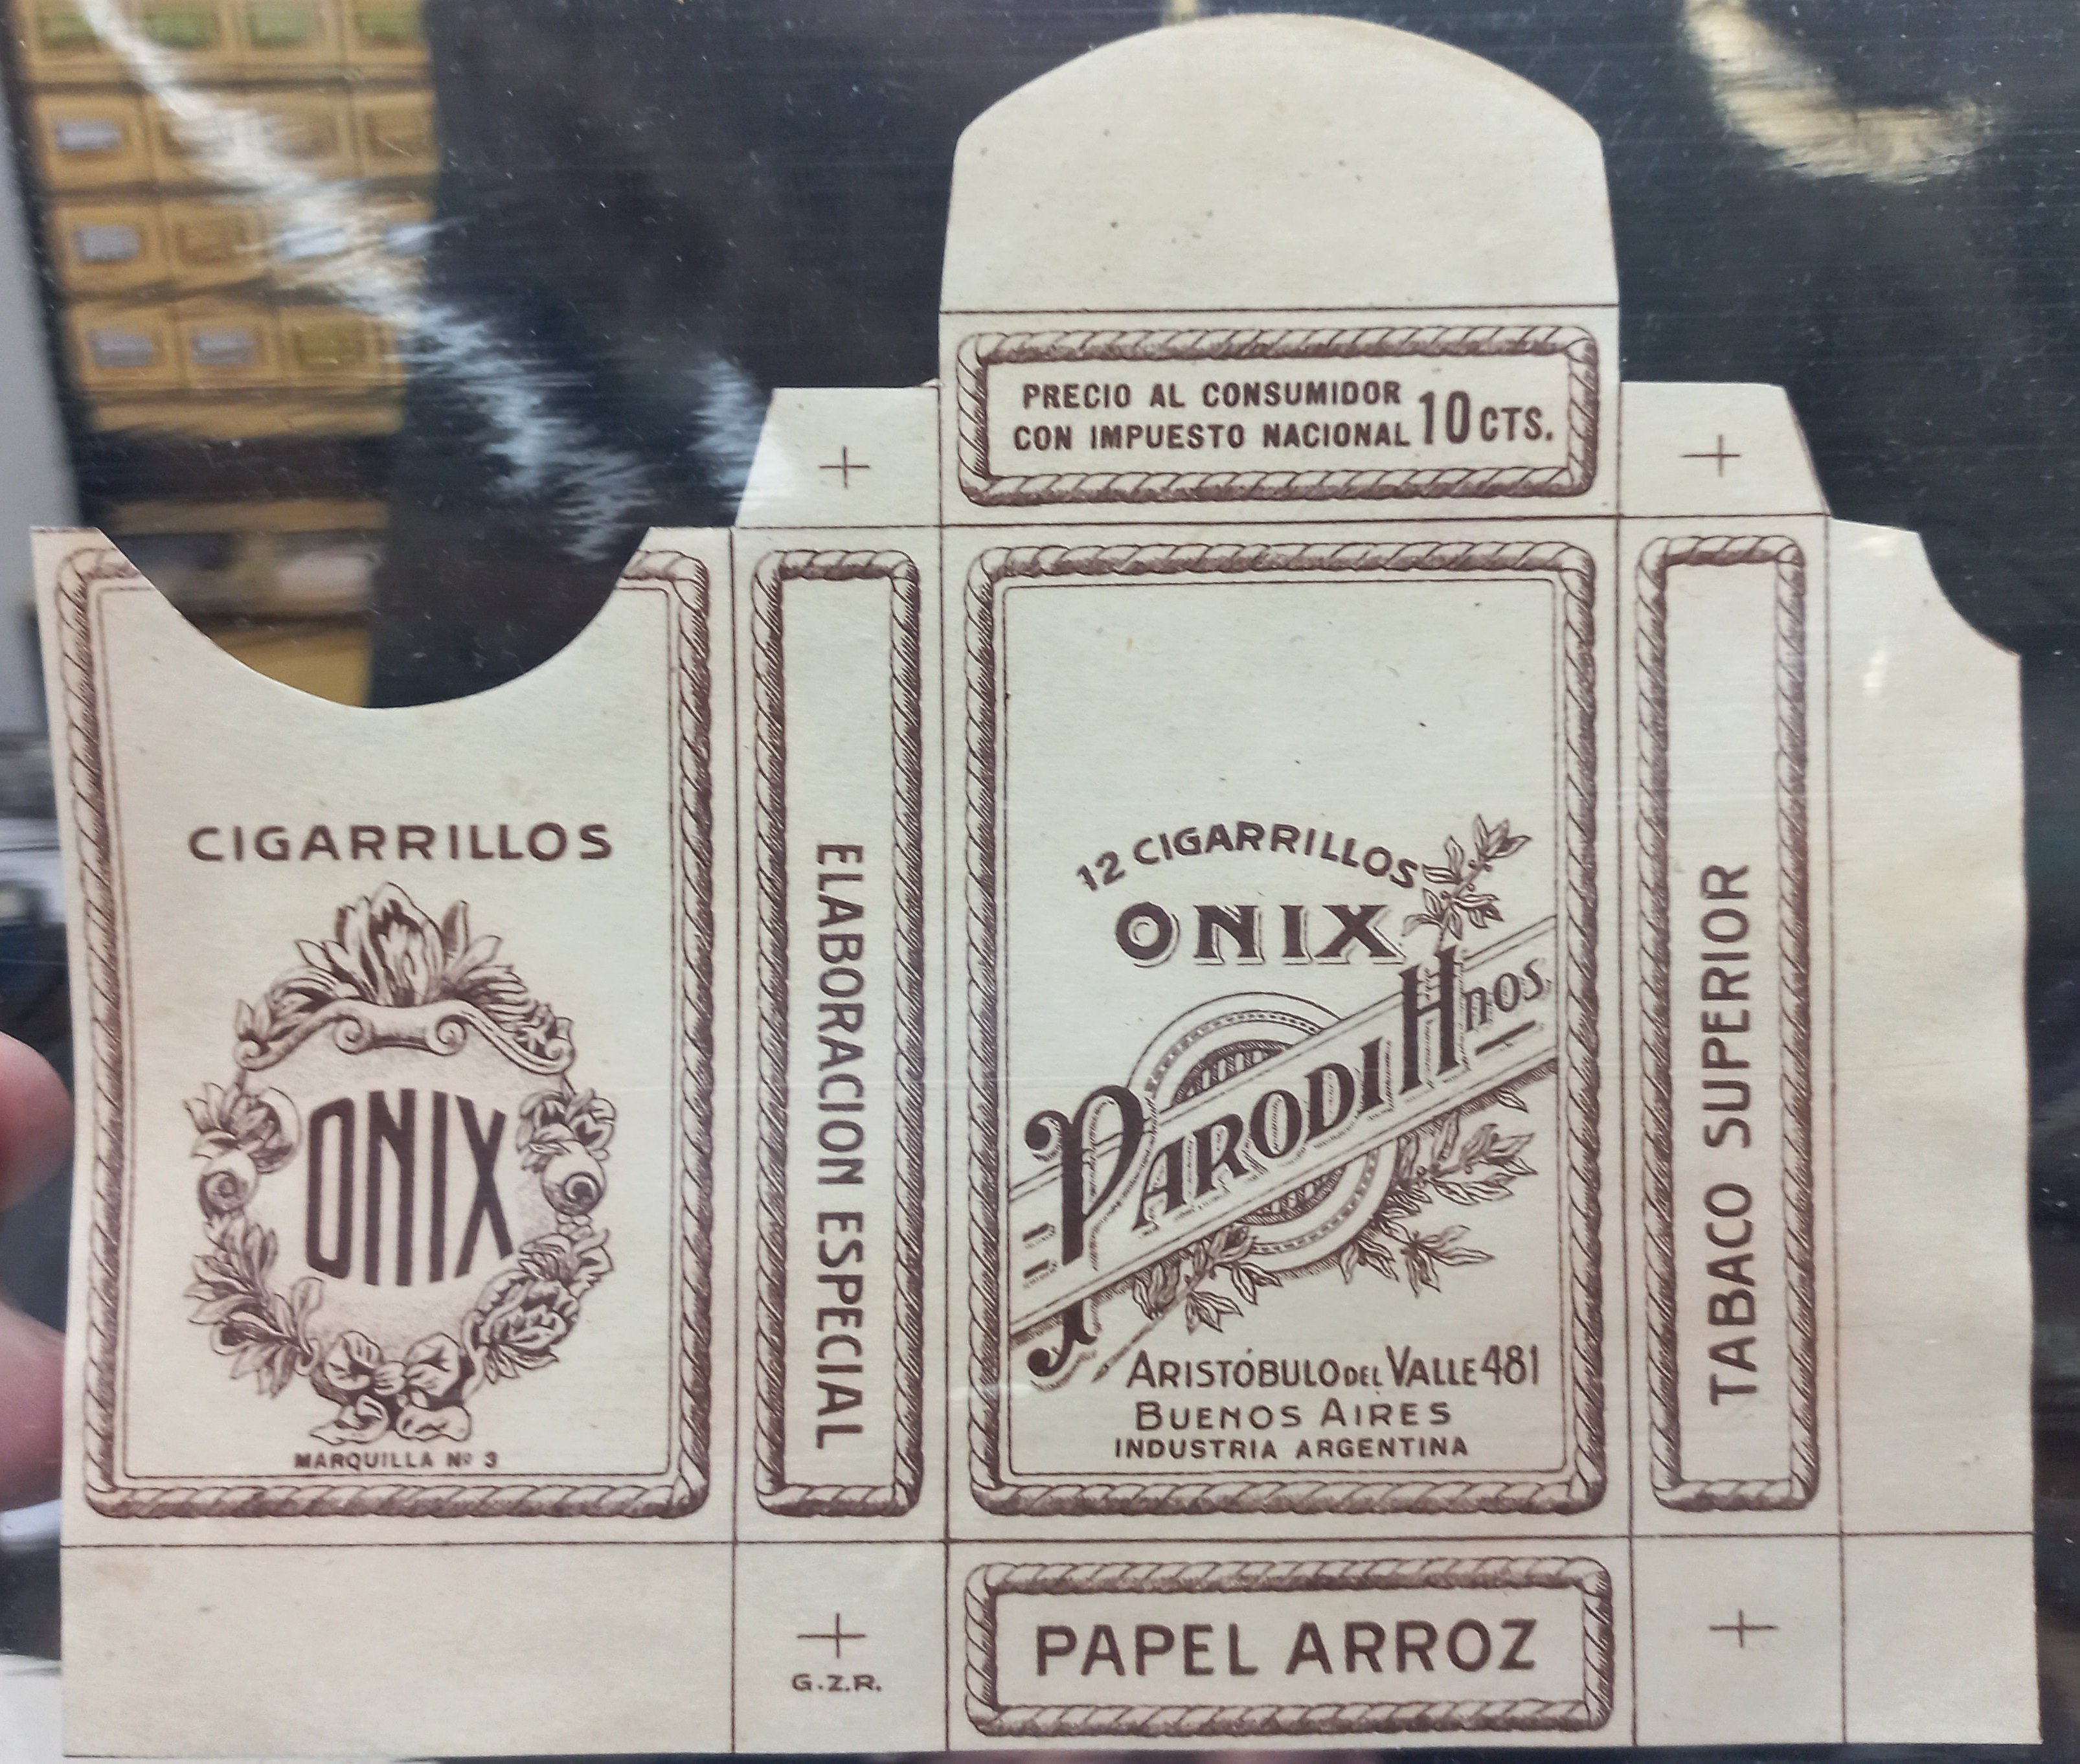 PRECIO AL CONSUMIDOR
CON IMPUESTO NACIONAL 10 CTS.
CIGARRILLOS
ONIX
MARQUILLA Nº 3
ELABORACION ESPECIAL
12 CIGARRILLOS
ONIX
PARODI Hnos.
ARISTÓBULO DEL VALLE 481
BUENOS AIRES
INDUSTRIA ARGENTINA
TABACO SUPERIOR
G.Z.R.
PAPEL ARROZ